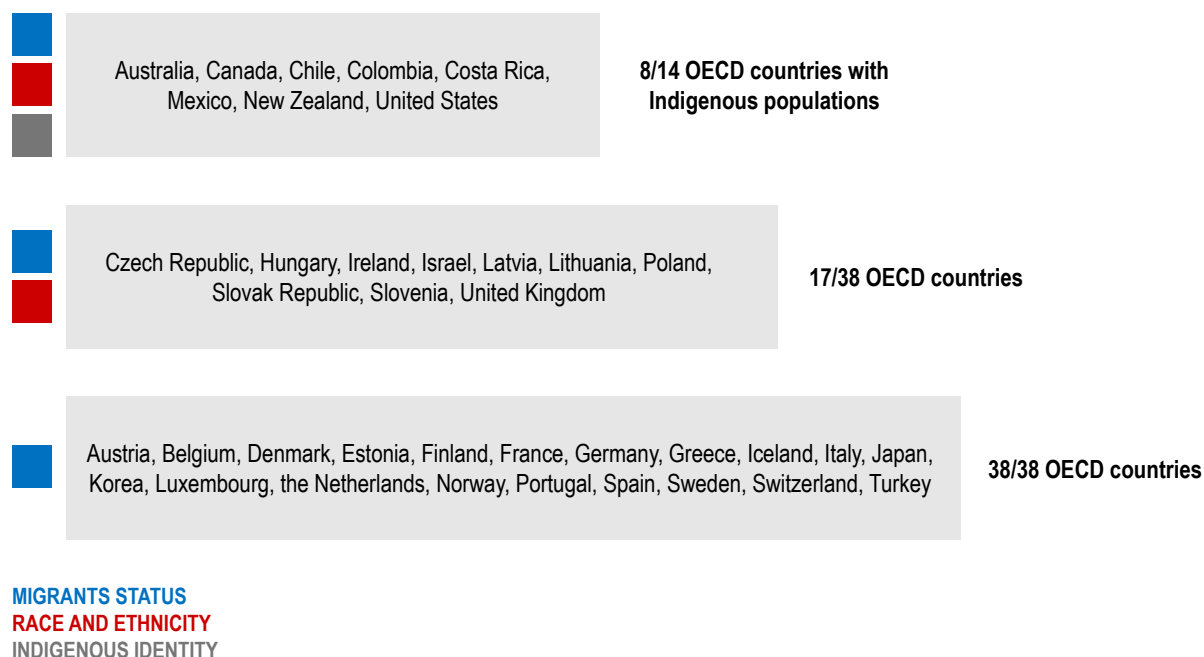 Australia, Canada, Chile, Colombia, Costa Rica,
Mexico, New Zealand, United States
8/14 OECD countries with
Indigenous populations
Czech Republic, Hungary, Ireland, Israel, Latvia, Lithuania, Poland,
Slovak Republic, Slovenia, United Kingdom
17/38 OECD countries
Austria, Belgium, Denmark, Estonia, Finland, France, Germany, Greece, Iceland, Italy, Japan,
Korea, Luxembourg, the Netherlands, Norway, Portugal, Spain, Sweden, Switzerland, Turkey
38/38 OECD countries
MIGRANTS STATUS
RACE AND ETHNICITY
INDIGENOUS IDENTITY